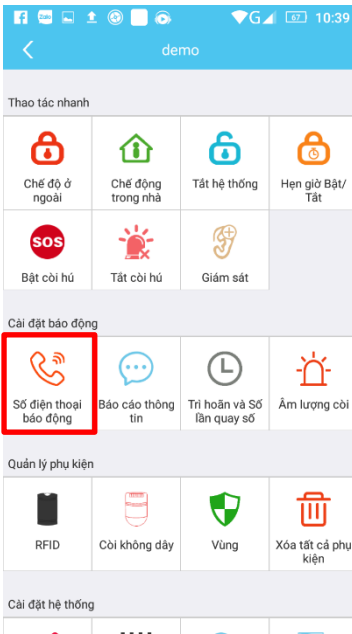 Zalo G 67 10:39
demo
Thao tác nhanh
Chế độ ở
ngoài
Chế động
trong nhà
Tắt hệ thống
Hẹn giờ Bật/
Tắt
SOS
Bật còi hú
Tắt còi hú
Giám sát
Cài đặt báo động
Số điện thoại
báo động
Báo cáo thông
tin
Trì hoãn và Số
lần quay số
Âm lượng còi
Quản lý phụ kiện
RFID
Còi không dây
Vùng
Xóa tất cả phụ
kiện
Cài đặt hệ thống